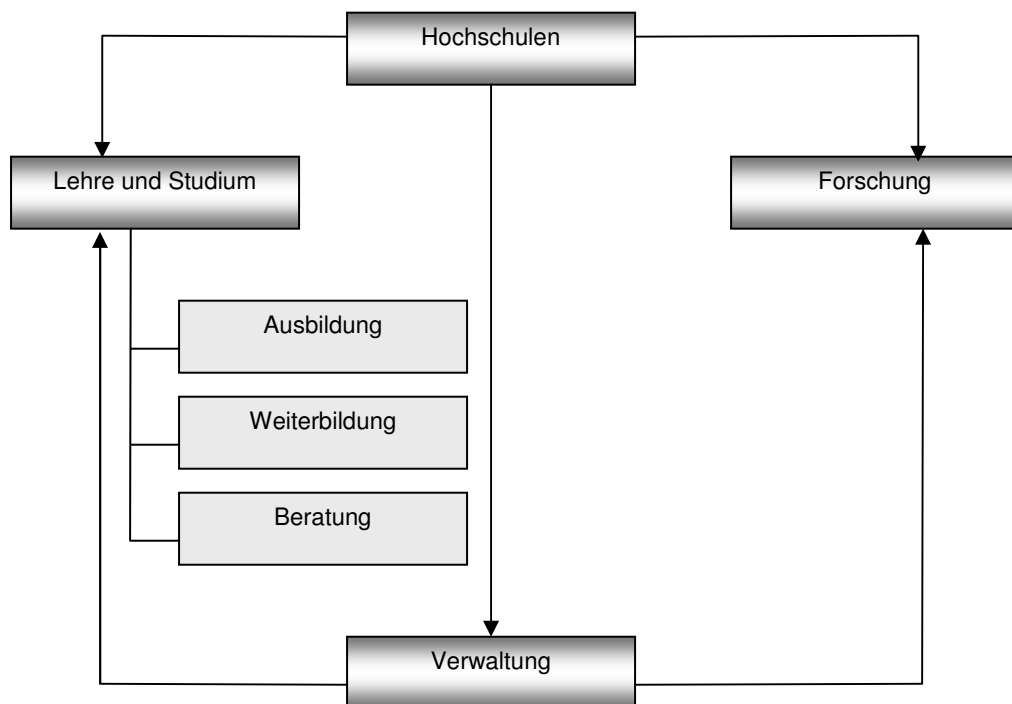 Hochschulen
Lehre und Studium
Forschung
Ausbildung
Weiterbildung
Beratung
Verwaltung